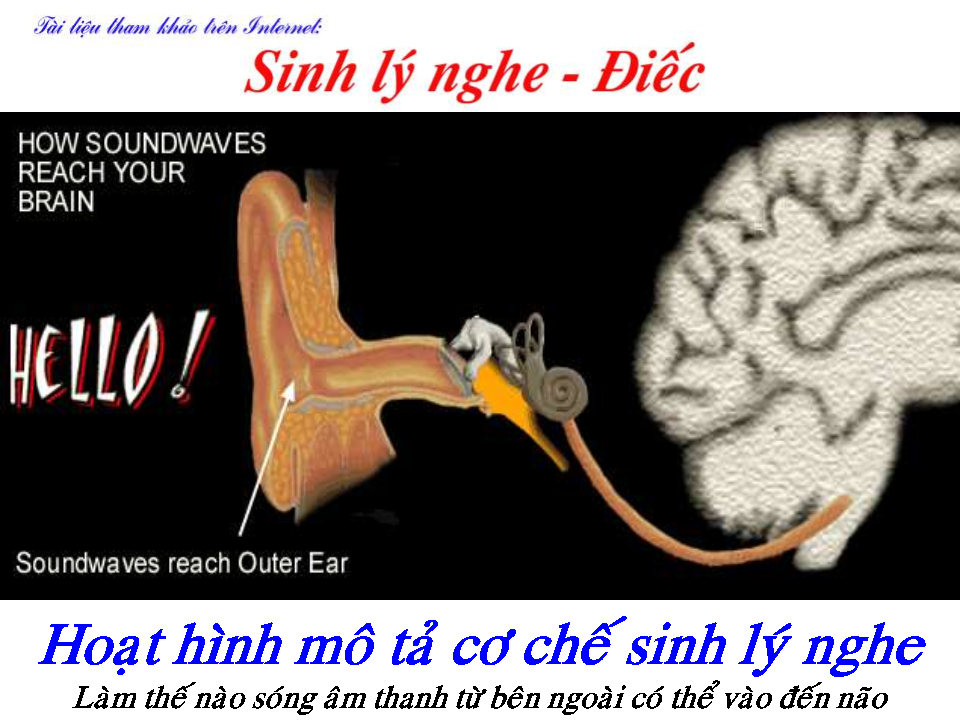 Tài liệu tham khảo trên Internet:
Sinh lý nghe - Điếc
HOW SOUNDWAVES
REACH YOUR
BRAIN
HELLO!
Soundwaves reach Outer Ear
Hoạt hình mô tả cơ chế sinh lý nghe
Làm thế nào sóng âm thanh từ bên ngoài có thể vào đến não